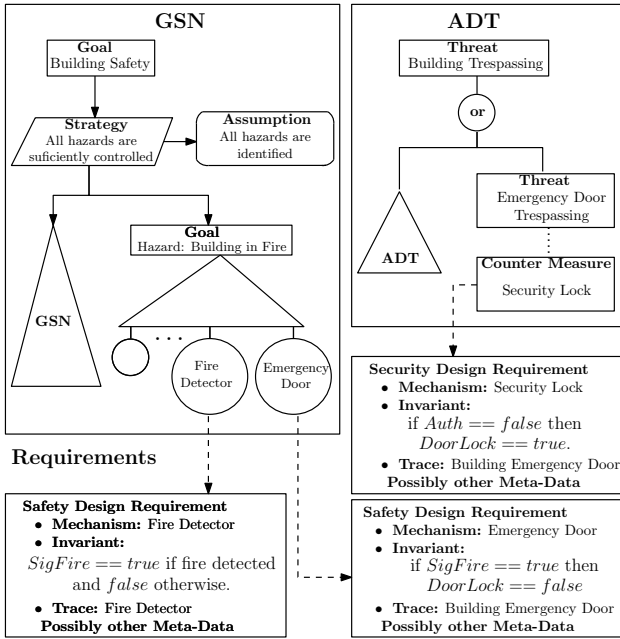 GSN
Goal
Building Safety
Strategy
All hazards are
suficiently controlled
Assumption
All hazards are
identified
Goal
Hazard: Building in Fire
GSN
. . .
Fire
Detector
Emergency
Door
ADT
Threat
Building Trespassing
or
Threat
Emergency Door
Trespassing
ADT
Counter Measure
Security Lock
Security Design Requirement
• Mechanism: Security Lock
• Invariant:
if Auth == false then
DoorLock == true.
• Trace: Building Emergency Door
Possibly other Meta-Data
Requirements
Safety Design Requirement
• Mechanism: Fire Detector
• Invariant:
SigFire == true if fire detected
and false otherwise.
• Trace: Fire Detector
Possibly other Meta-Data
Safety Design Requirement
• Mechanism: Emergency Door
• Invariant:
if SigFire == true then
DoorLock == false
• Trace: Building Emergency Door
Possibly other Meta-Data